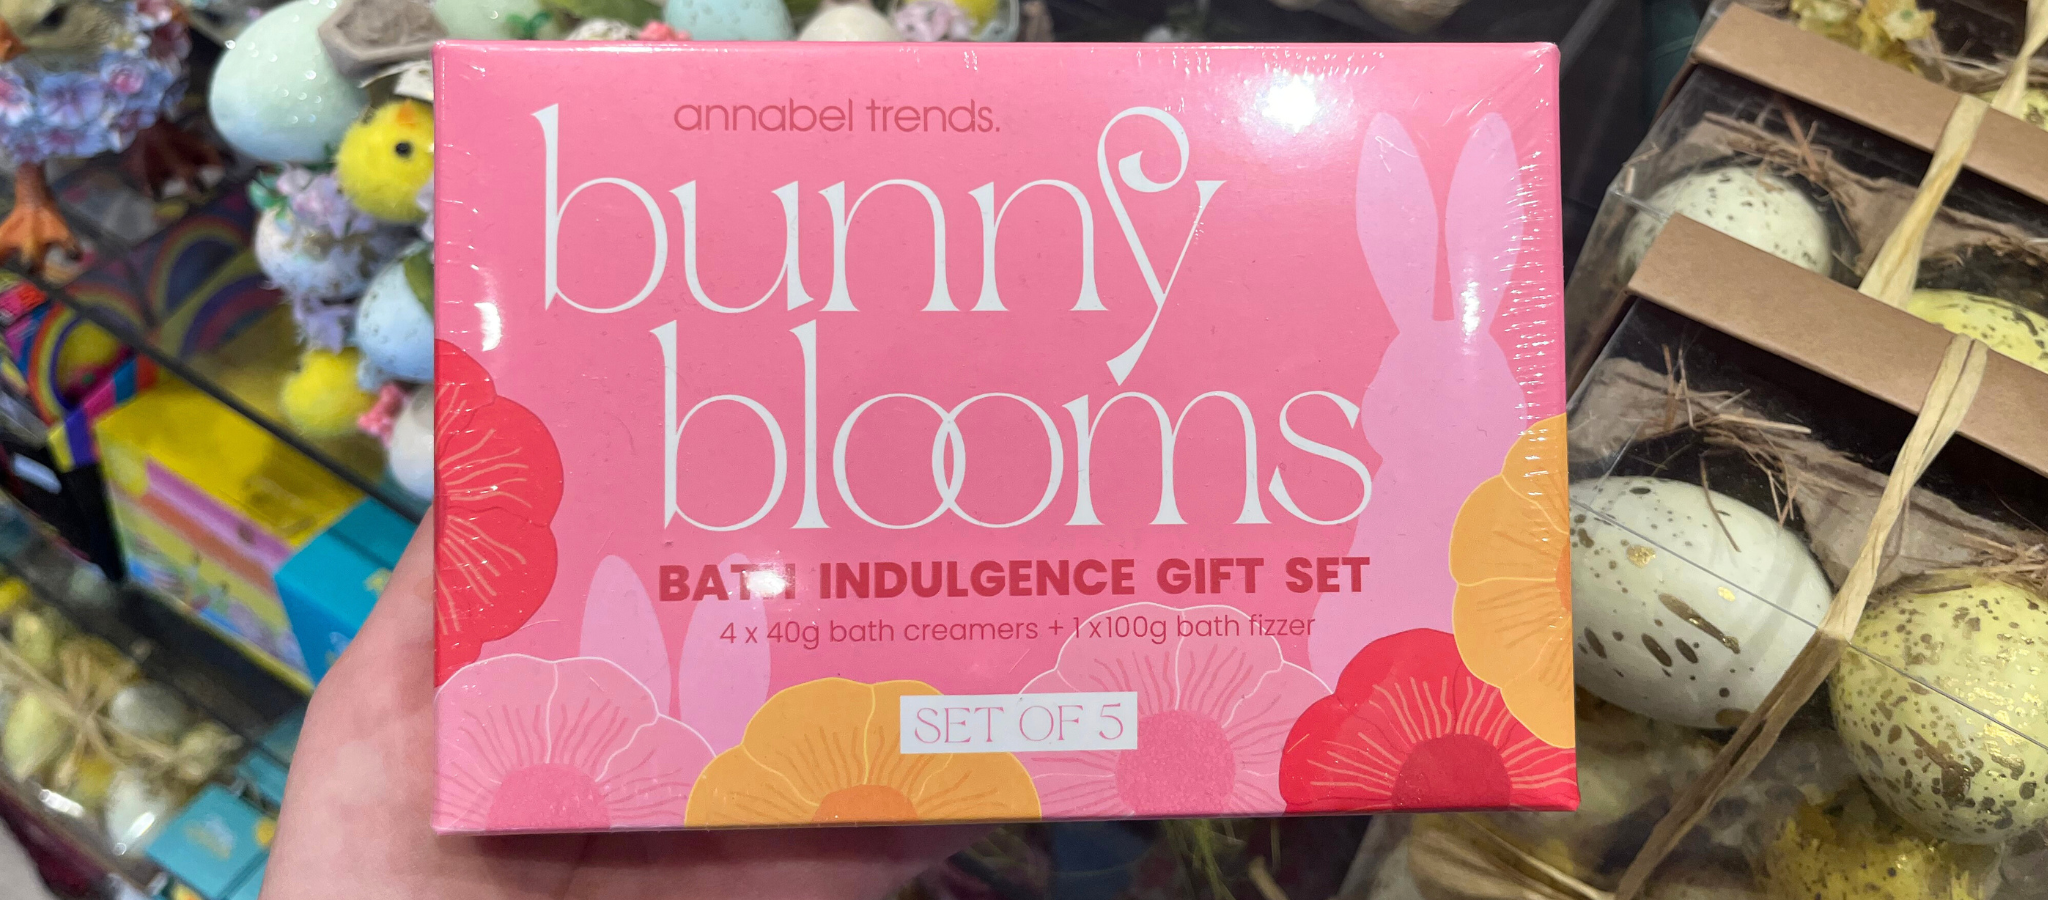 annabel trends.
bunny
blooms
BATH INDULGENCE GIFT SET
4 x 40g bath creamers + 1 x100g bath fizzer
SET OF 5